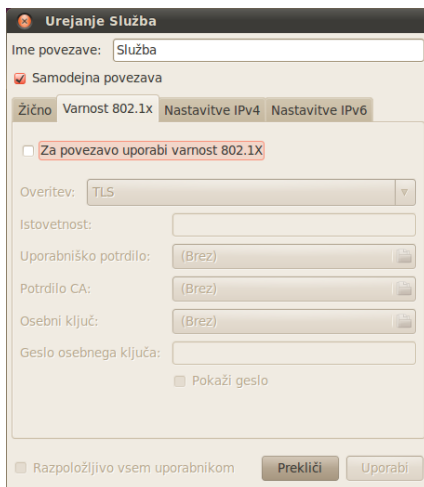 Urejanje Služba
Ime povezave: Služba
Samodejna povezava
Žično Varnost 802.1x Nastavitve IPv4 Nastavitve IPv6
Za povezavo uporabi varnost 802.1X
Overitev: TLS
Istovetnost:
Uporabniško potrdilo: (Brez)
Potrdilo CA: (Brez)
Osebni ključ: (Brez)
Geslo osebnega ključa:
Pokaži geslo
Razpoložljivo vsem uporabnikom Prekliči Uporabi